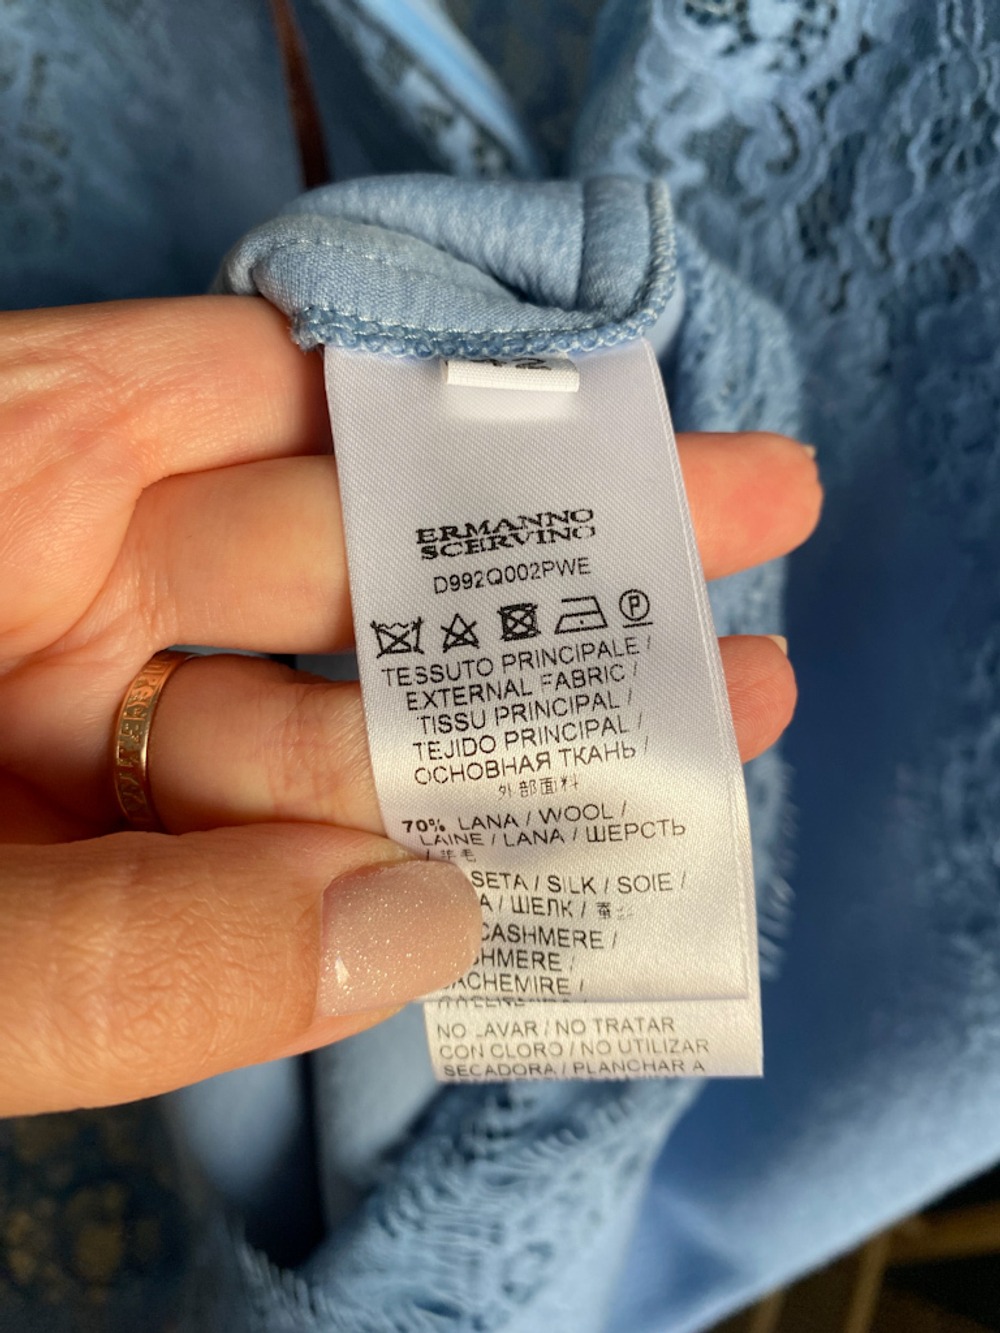 ERMANNO
SCERVINO
D992Q002PWE
TESSUTO PRINCIPALE /
EXTERNAL FABRIC /
TISSU PRINCIPAL /
TEJIDO PRINCIPAL /
ОСНОВНАЯ ТКАНЬ /
外部面料
70% LANA / WOOL /
LAINE / LANA / ШЕРСТЬ
/ 羊毛
SETA / SILK / SOIE /
/ ШЕЛК /
CASHMERE /
NO LAVAR / NO TRATAR
CON CLORO / NO UTILIZAR
SECADORA / PLANCHAR A